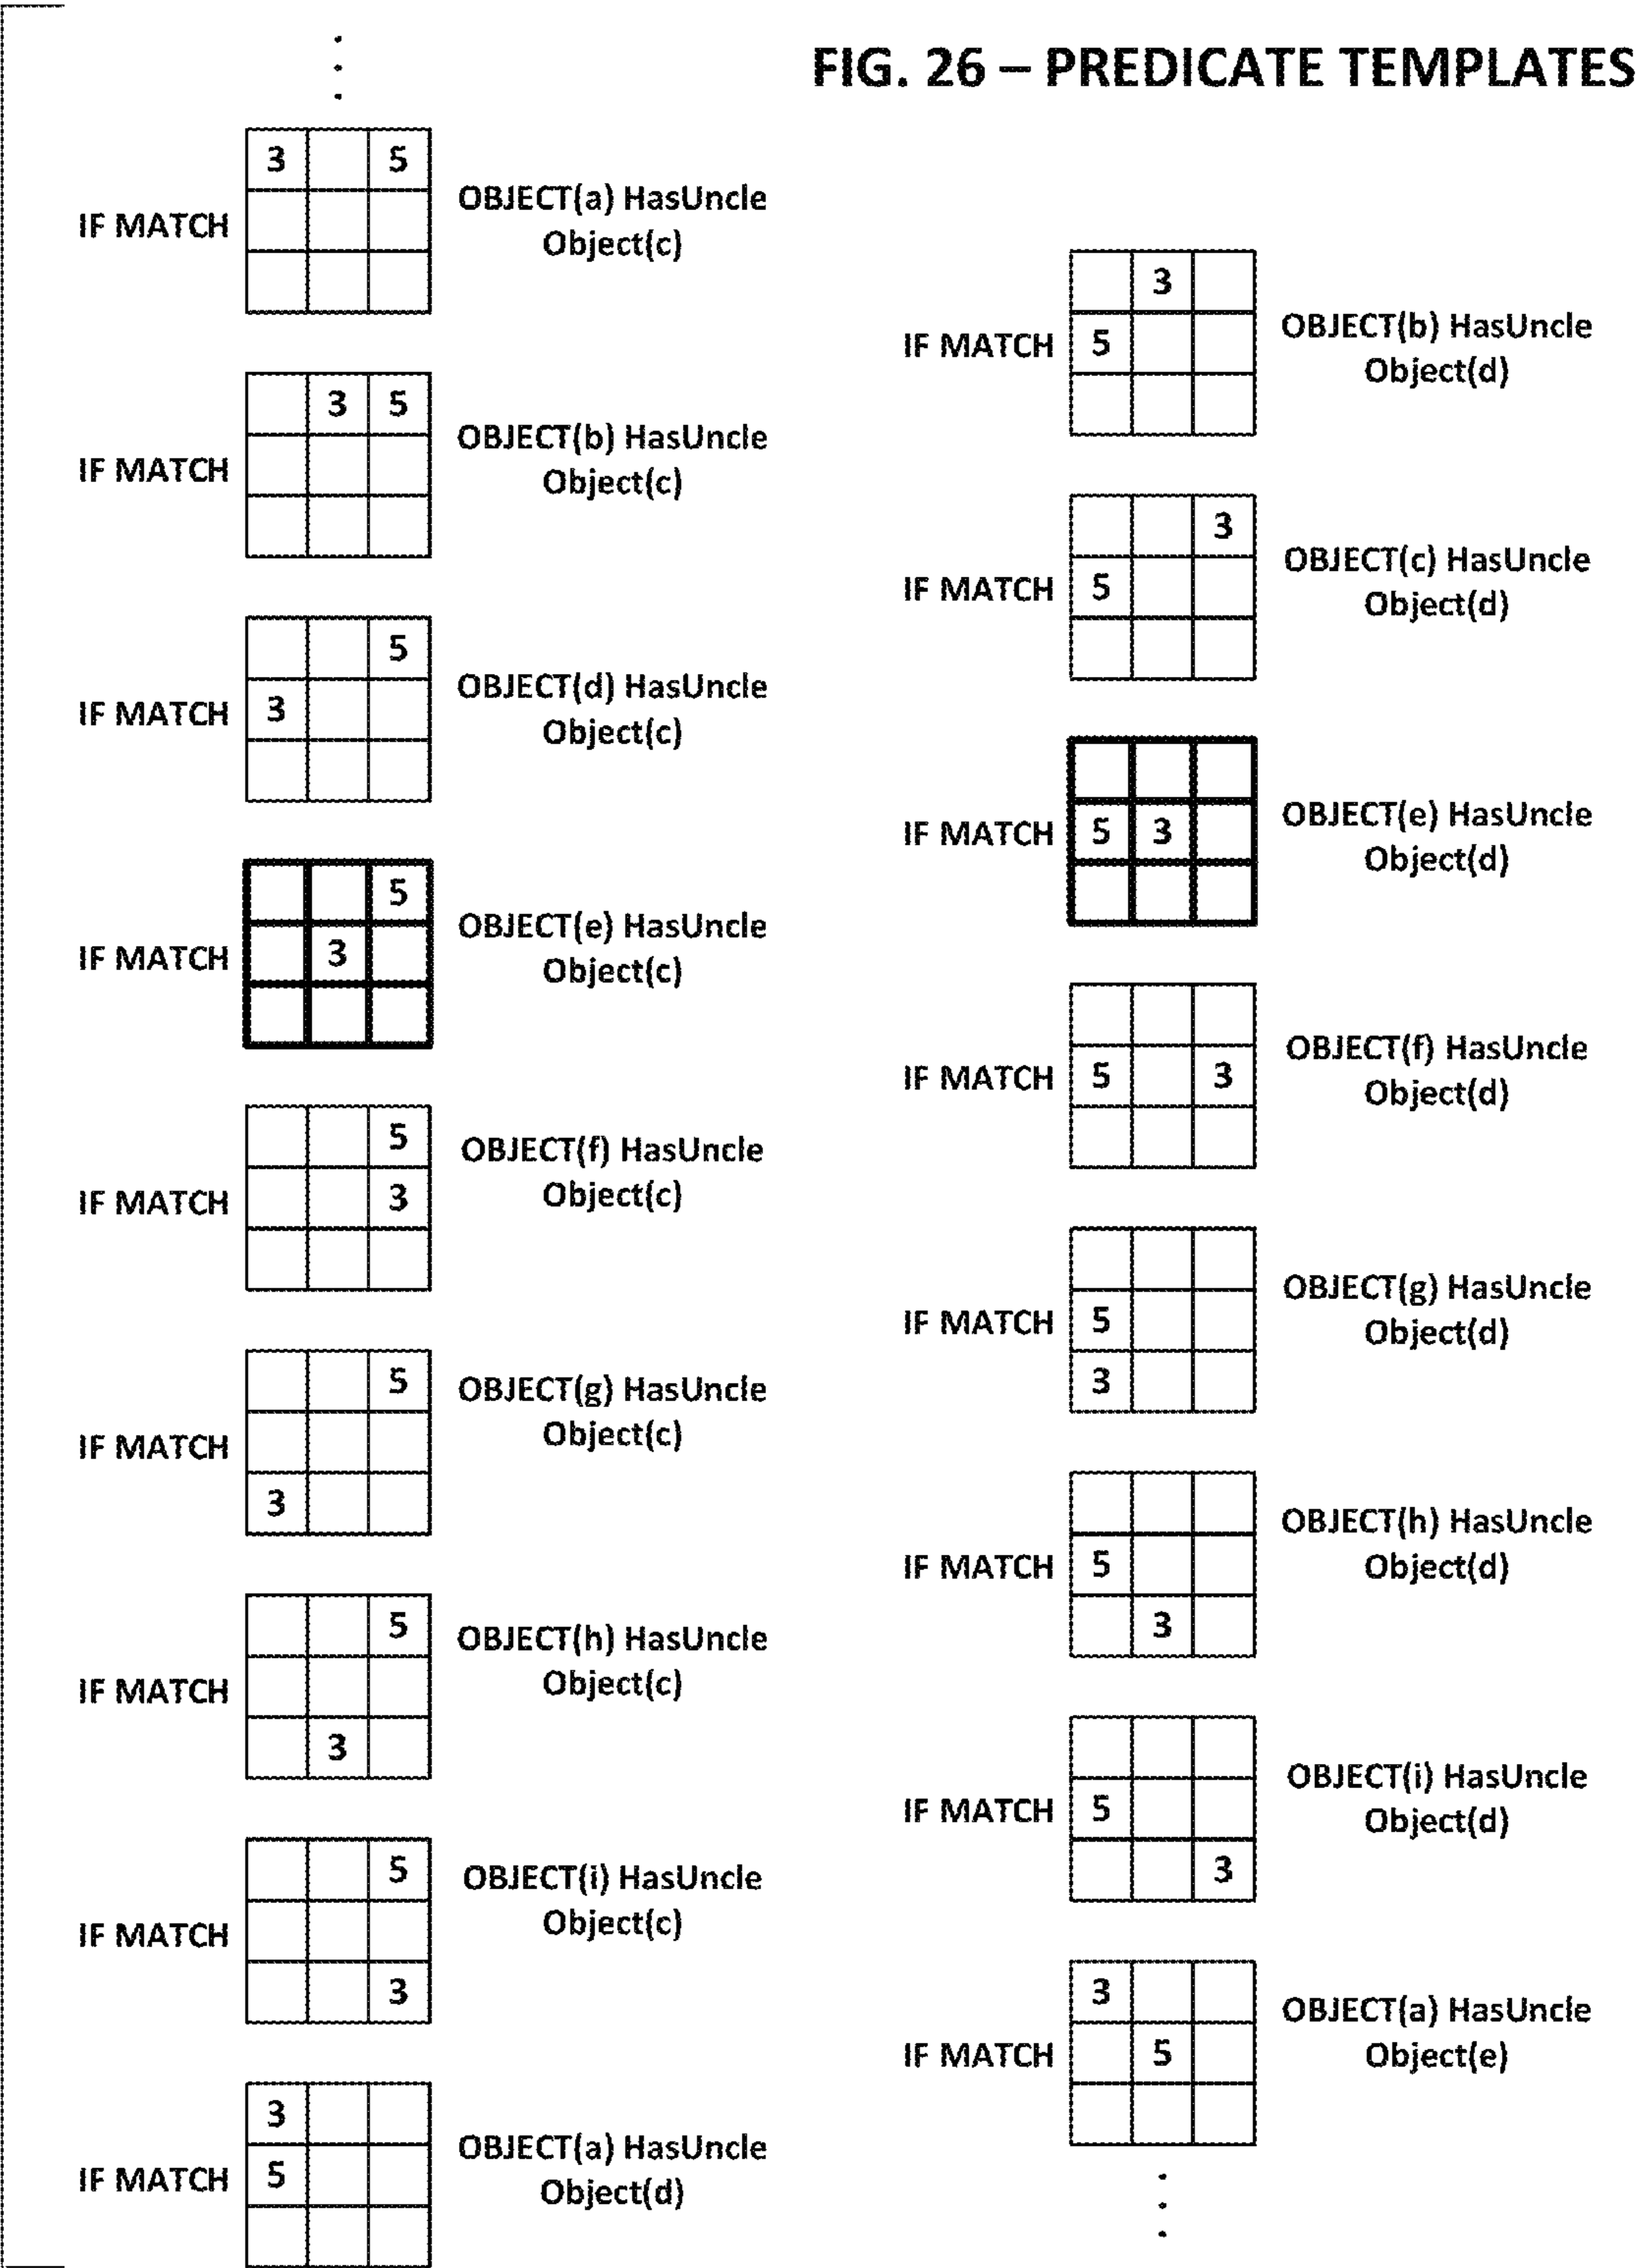 FIG. 26 – PREDICATE TEMPLATES
3 5
IF MATCH
OBJECT(a) HasUncle
Object(c)
3 5
IF MATCH
OBJECT(b) HasUncle
Object(c)
5
IF MATCH
3
OBJECT(d) HasUncle
Object(c)
5
IF MATCH
3
OBJECT(e) HasUncle
Object(c)
5
IF MATCH
3
OBJECT(f) HasUncle
Object(c)
5
IF MATCH
3
OBJECT(g) HasUncle
Object(c)
5
IF MATCH
3
OBJECT(h) HasUncle
Object(c)
5
IF MATCH
3
OBJECT(i) HasUncle
Object(c)
3
IF MATCH
5
OBJECT(a) HasUncle
Object(d)
3
IF MATCH
5
OBJECT(b) HasUncle
Object(d)
3
IF MATCH
5
OBJECT(c) HasUncle
Object(d)
IF MATCH
5 3
OBJECT(e) HasUncle
Object(d)
IF MATCH
5 3
OBJECT(f) HasUncle
Object(d)
IF MATCH
5
3
OBJECT(g) HasUncle
Object(d)
IF MATCH
5
3
OBJECT(h) HasUncle
Object(d)
IF MATCH
5
3
OBJECT(i) HasUncle
Object(d)
3
IF MATCH
5
OBJECT(a) HasUncle
Object(e)